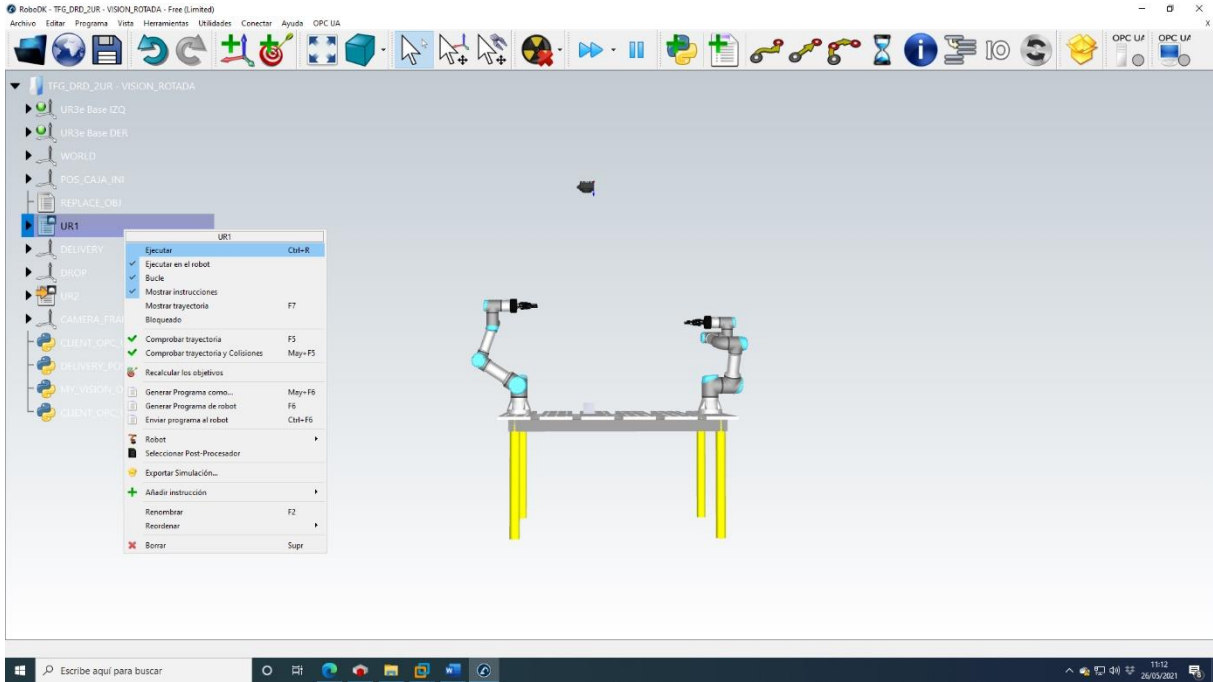 RoboDK - TFG_DRD_2UR - VISION_ROTADA - Free (Limited)
Archivo Editar Programa Vista Herramientas Utilidades Conectar Ayuda OPC UA
OPC UA OPC UA
TFG_DRD_2UR - VISION_ROTADA
UR3e Base IZQ
UR3e Base DER
WORLD
POS_CAJA_INI
REPLACE_OBJ
UR1
DELIVERY
DROP
UR2
UR1
Ejecutar Ctrl+R
Ejecutar en el robot
Bucle
Mostrar instrucciones
Mostrar trayectoria F7
Bloqueado
Comprobar trayectoria F5
Comprobar trayectoria y Colisiones May+F5
Recalcular los objetivos
Generar Programa como... May+F6
Generar Programa de robot F6
Enviar programa al robot Ctrl+F6
Robot
Seleccionar Post-Procesador
Exportar Simulación...
Añadir instrucción
Renombrar F2
Reordenar
Borrar Supr
Escribe aquí para buscar
11:12
26/05/2021